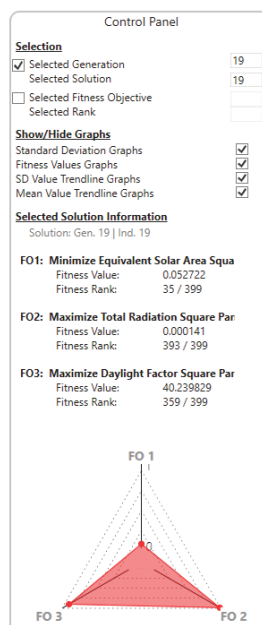 Control Panel
Selection
Selected Generation 19
Selected Solution 19
Selected Fitness Objective
Selected Rank
Show/Hide Graphs
Standard Deviation Graphs
Fitness Values Graphs
SD Value Trendline Graphs
Mean Value Trendline Graphs
Selected Solution Information
Solution: Gen. 19 | Ind. 19
FO1: Minimize Equivalent Solar Area Squa
Fitness Value: 0.052722
Fitness Rank: 35 / 399
FO2: Maximize Total Radiation Square Pan
Fitness Value: 0.000141
Fitness Rank: 393 / 399
FO3: Maximize Daylight Factor Square Par
Fitness Value: 40.239829
Fitness Rank: 359 / 399
FO 1
1
0
FO 3 FO 2